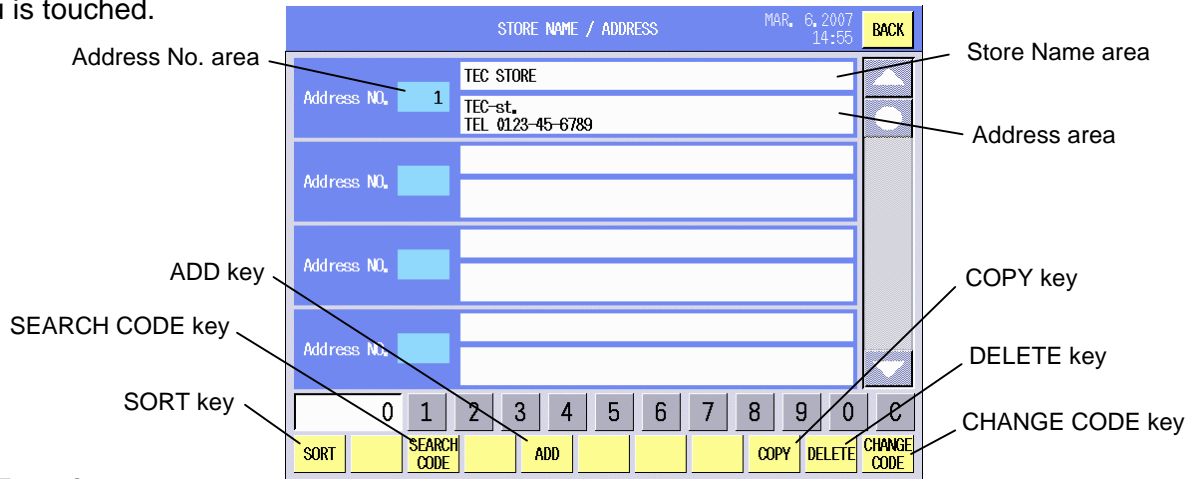 is touched.
STORE NAME / ADDRESS
MAR. 6,2007
14:55
BACK
Address No. area
Store Name area
Address NO. 1
TEC STORE
TEC-st.
TEL 0123-45-6789
Address area
Address NO.
ADD key
Address NO.
COPY key
SEARCH CODE key
Address NO.
DELETE key
SORT key
0 1 2 3 4 5 6 7 8 9 0 C
CHANGE CODE key
SORT
SEARCH
CODE
ADD
COPY
DELETE
CHANGE
CODE